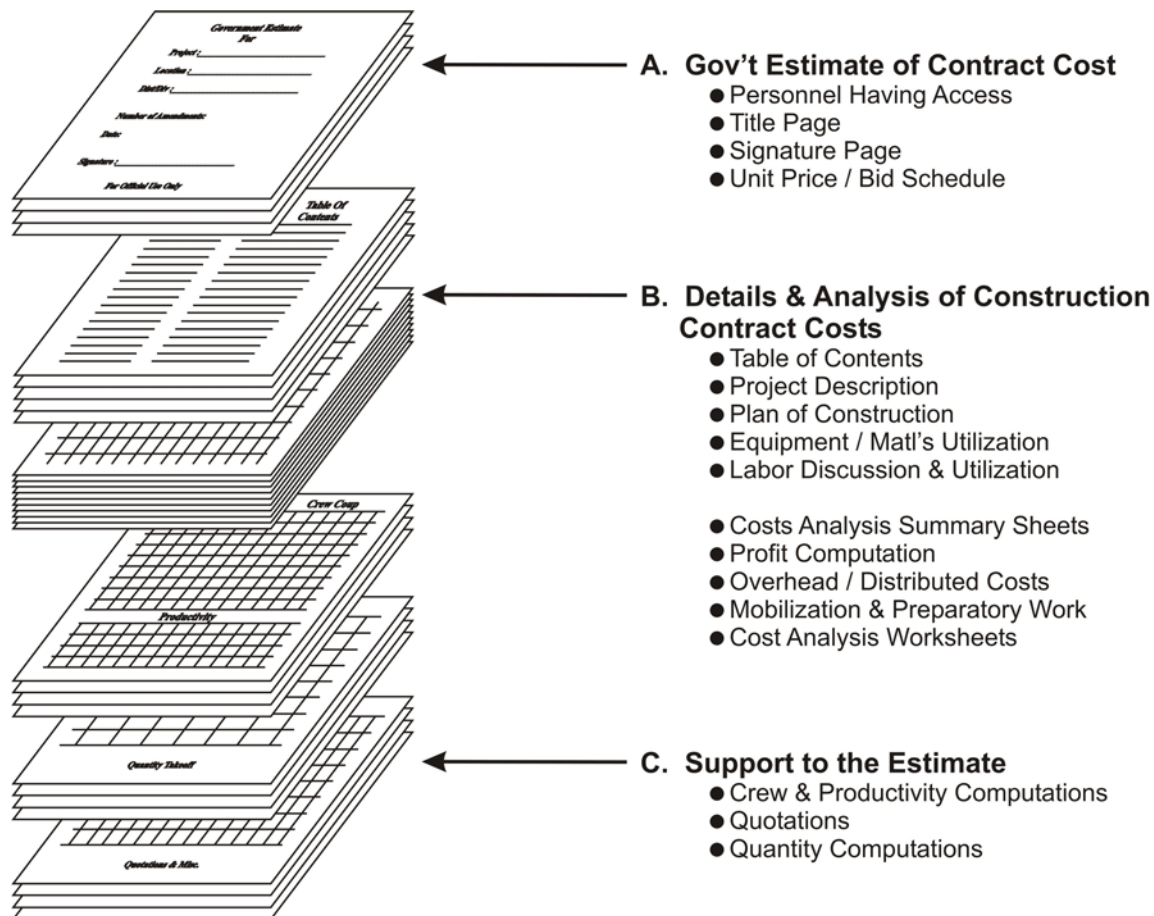 Government Estimate
For
Project :
Location :
Dist/Div :
Number of Amendments:
Date:
Signature :
For Official Use Only
Table Of
Contents
Crew Comp
Productivity
Quantity Takeoff
Quotations & Misc.
A. Gov't Estimate of Contract Cost
● Personnel Having Access
● Title Page
● Signature Page
● Unit Price / Bid Schedule
B. Details & Analysis of Construction
Contract Costs
● Table of Contents
● Project Description
● Plan of Construction
● Equipment / Matl's Utilization
● Labor Discussion & Utilization
● Costs Analysis Summary Sheets
● Profit Computation
● Overhead / Distributed Costs
● Mobilization & Preparatory Work
● Cost Analysis Worksheets
C. Support to the Estimate
● Crew & Productivity Computations
● Quotations
● Quantity Computations